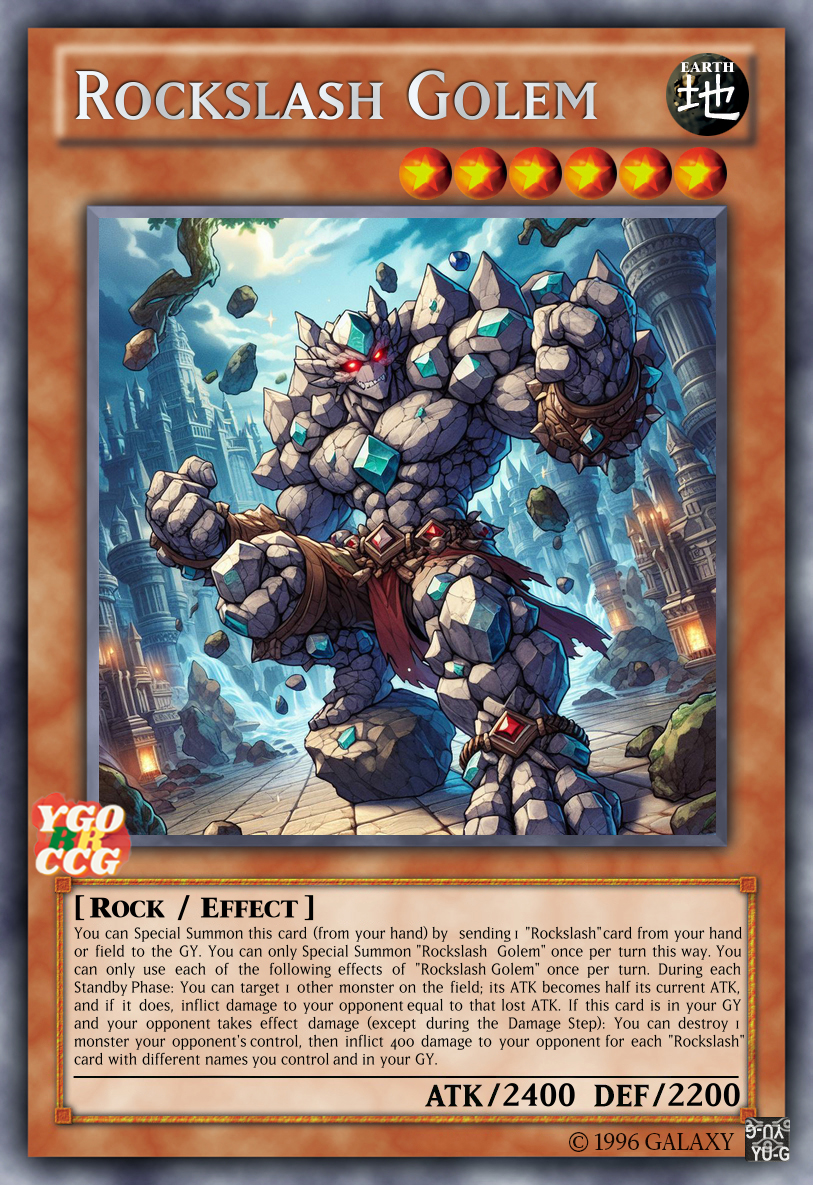 Rockslash Golem
EARTH
地
[ Rock / Effect ]
You can Special Summon this card (from your hand) by sending 1 "Rockslash" card from your hand
or field to the GY. You can only Special Summon "Rockslash Golem" once per turn this way. You
can only use each of the following effects of "Rockslash Golem" once per turn. During each
Standby Phase: You can target 1 other monster on the field; its ATK becomes half its current ATK,
and if it does, inflict damage to your opponent equal to that lost ATK. If this card is in your GY
and your opponent takes effect damage (except during the Damage Step): You can destroy 1
monster your opponent's control, then inflict 400 damage to your opponent for each "Rockslash"
card with different names you control and in your GY.
ATK/2400 DEF/2200
© 1996 GALAXY
YGO
RR
CCG
YU-G
YU-G